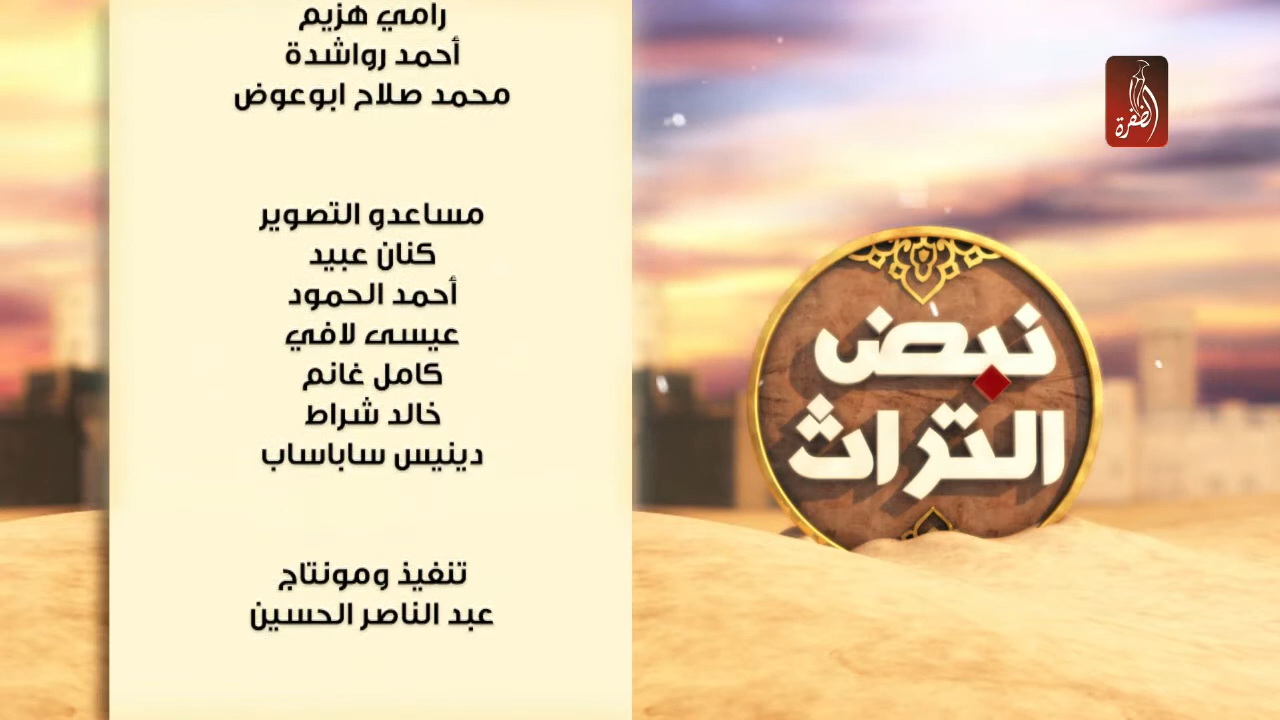 رامي هزيم
أحمد رواشدة
محمد صلاح ابوعوض
مساعدو التصوير
كنان عبيد
أحمد الحمود
عيسى لافي
كامل غانم
خالد شراط
دينيس ساباساب
تنفيذ ومونتاج
عبد الناصر الحسين
الظفرة
نبض
التراث